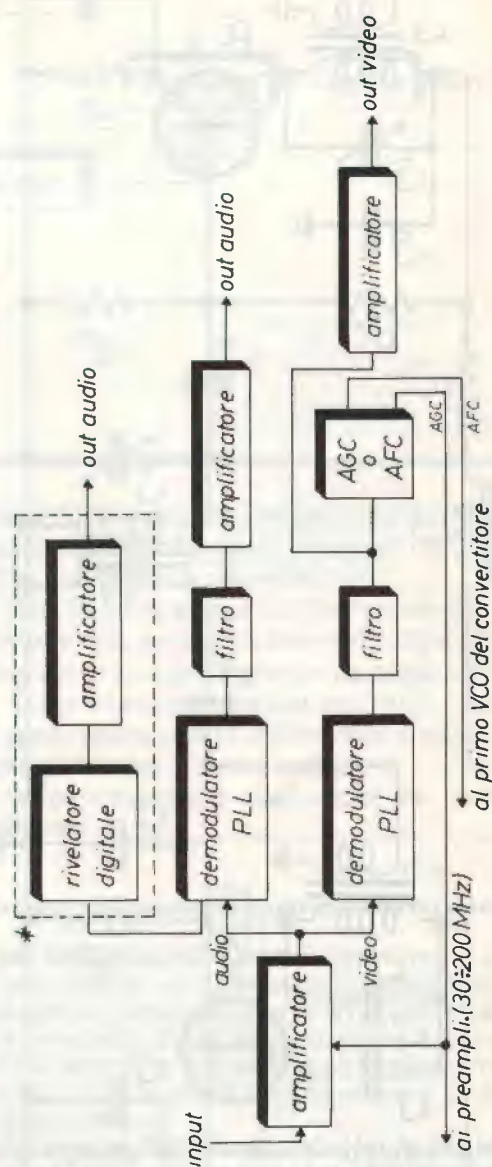 *
rivelatore
digitale
amplificatore
out audio
demodulatore
PLL
filtro
amplificatore
out audio
input
amplificatore
audio
video
demodulatore
PLL
filtro
AGC
o
AFC
amplificatore
out video
AGC
AFC
ai preampli.(30÷200 MHz)
al primo VCO del convertitore